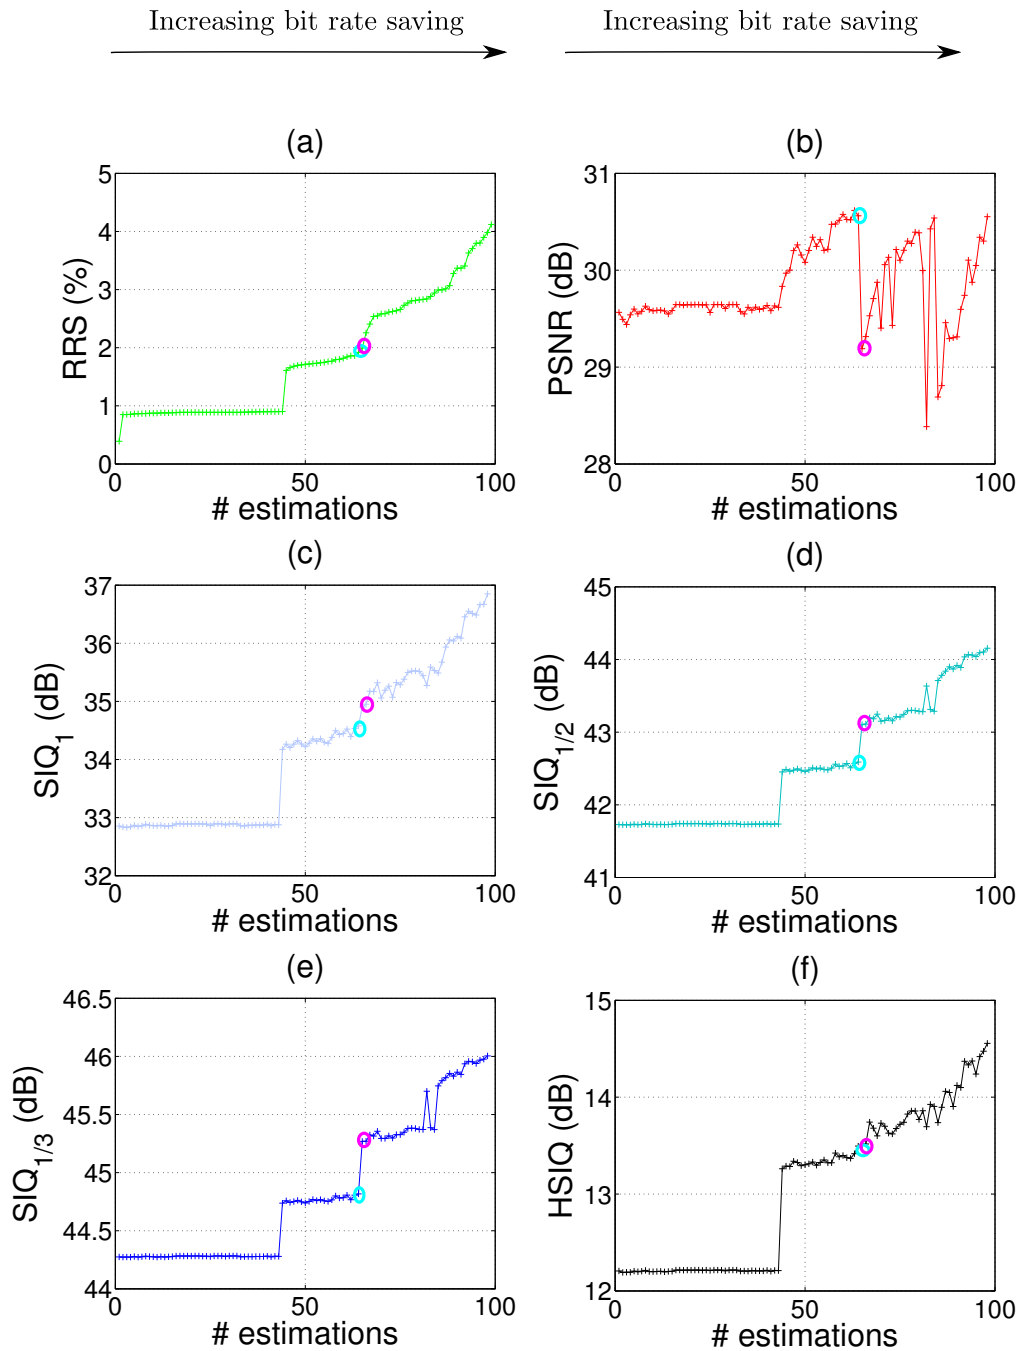 Increasing bit rate saving
Increasing bit rate saving
(a)
RRS (%)
5
4
3
2
1
0
0
50
100
# estimations
(b)
PSNR (dB)
31
30
29
28
0
50
100
# estimations
(c)
SIQ1 (dB)
37
36
35
34
33
32
0
50
100
# estimations
(d)
SIQ1/2 (dB)
45
44
43
42
41
0
50
100
# estimations
(e)
SIQ1/3 (dB)
46.5
46
45.5
45
44.5
44
0
50
100
# estimations
(f)
HSIQ (dB)
15
14
13
12
0
50
100
# estimations